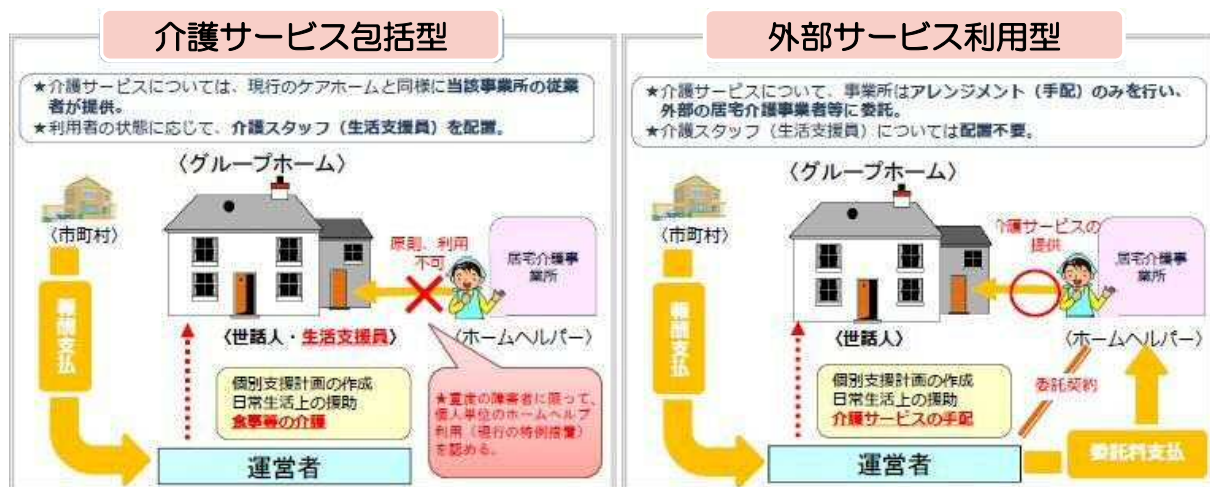 介護サービス包括型
★介護サービスについては、現行のケアホームと同様に当該事業所の従業
者が提供。
★利用者の状態に応じて、介護スタッフ（生活支援員）を配置。
〈グループホーム〉
〈市町村〉
報酬支払
原則、利用
不可
居宅介護事
業所
〈世話人・生活支援員〉
〈ホームヘルパー〉
個別支援計画の作成
日常生活上の援助
食事等の介護
★重度の障害者に限って、
個人単位のホームヘルプ
利用（現行の特例措置）
を認める。
運営者
外部サービス利用型
★介護サービスについて、事業所はアレンジメント（手配）のみを行い、
外部の居宅介護事業者等に委託。
★介護スタッフ（生活支援員）については配置不要。
〈グループホーム〉
〈市町村〉
報酬支払
介護サービスの
提供
居宅介護事
業所
〈世話人〉
〈ホームヘルパー〉
個別支援計画の作成
日常生活上の援助
介護サービスの手配
委託契約
委託料支払
運営者